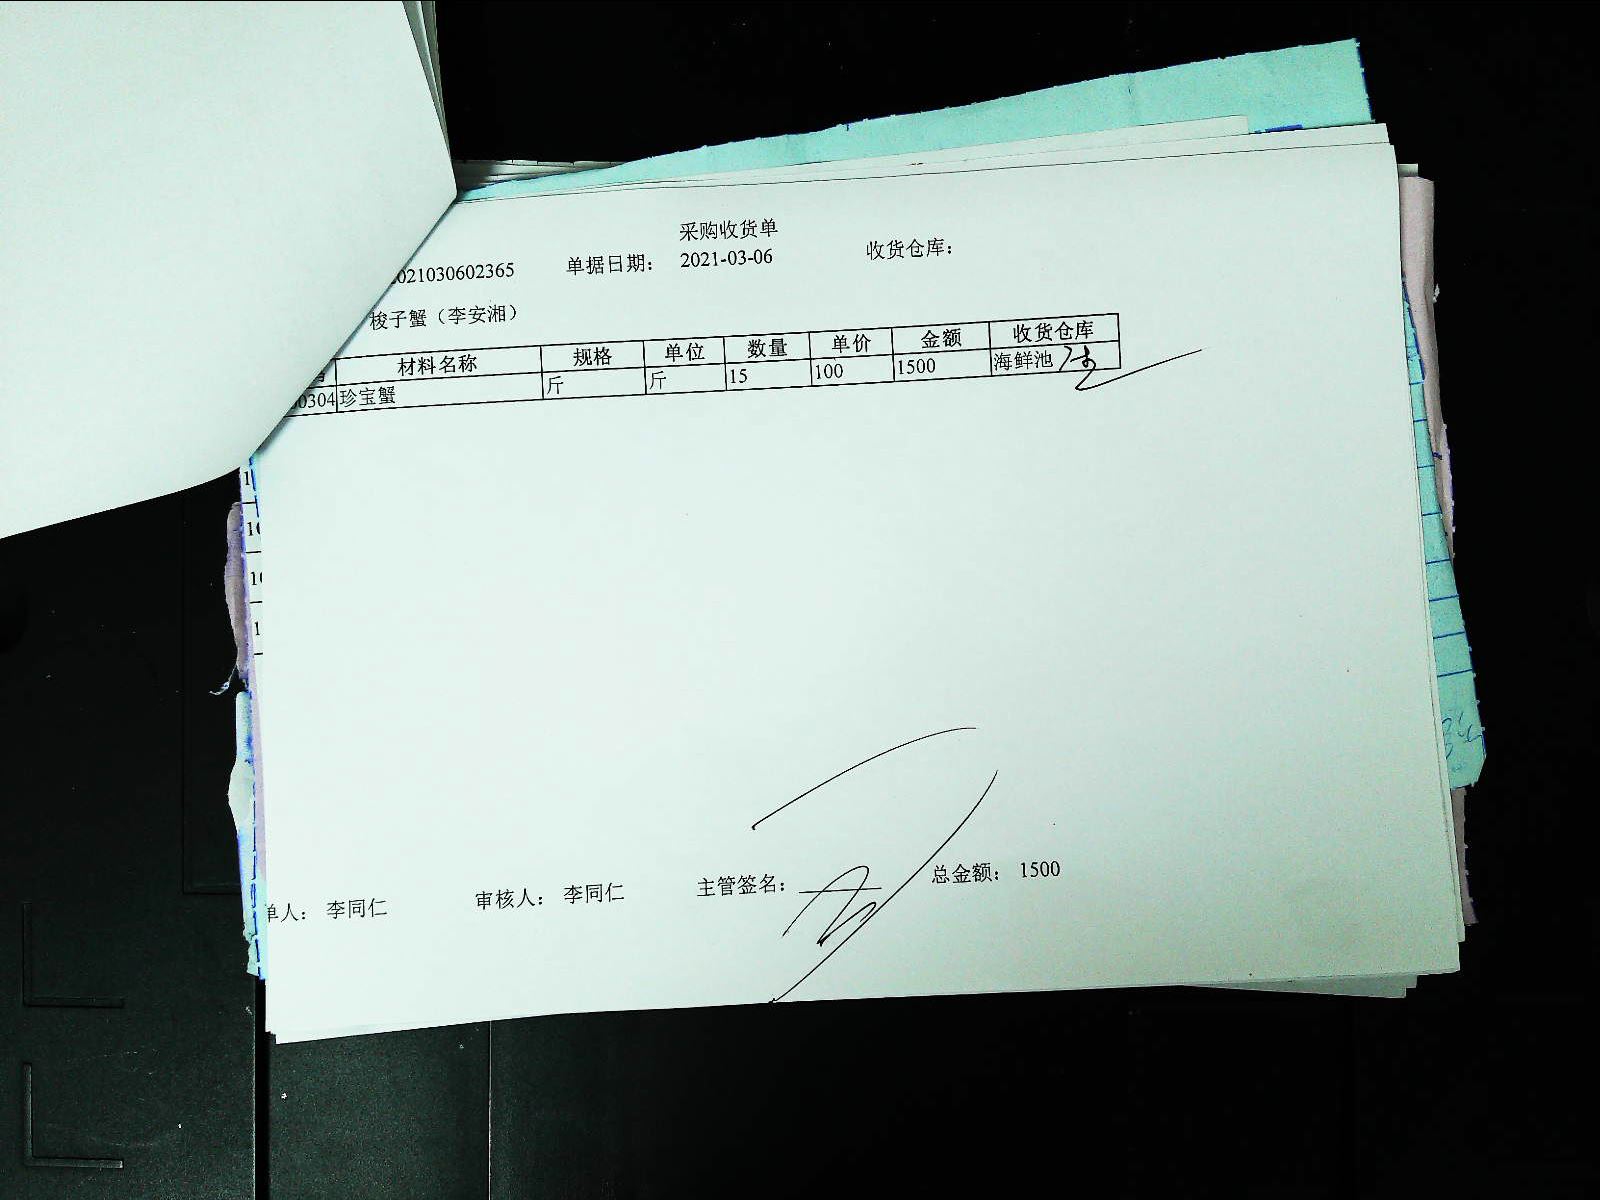 采购收货单
2021030602365 单据日期： 2021-03-06 收货仓库：
梭子蟹（李安湘）
材料名称 规格 单位 数量 单价 金额 收货仓库
0304 珍宝蟹 斤 斤 15 100 1500 海鲜池
单人： 李同仁 审核人： 李同仁 主管签名： 总金额： 1500